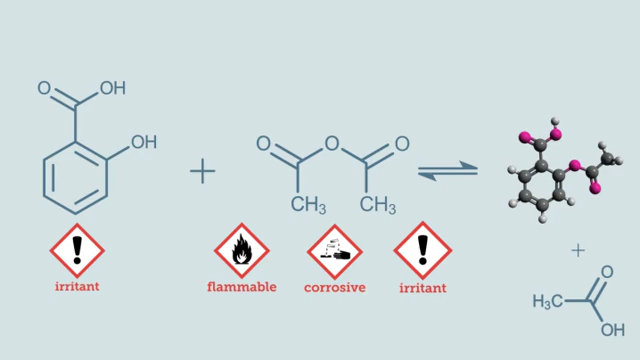 O
OH
OH
+
O
O
O
CH3
CH3
irritant
flammable
corrosive
irritant
+
H3C
O
OH